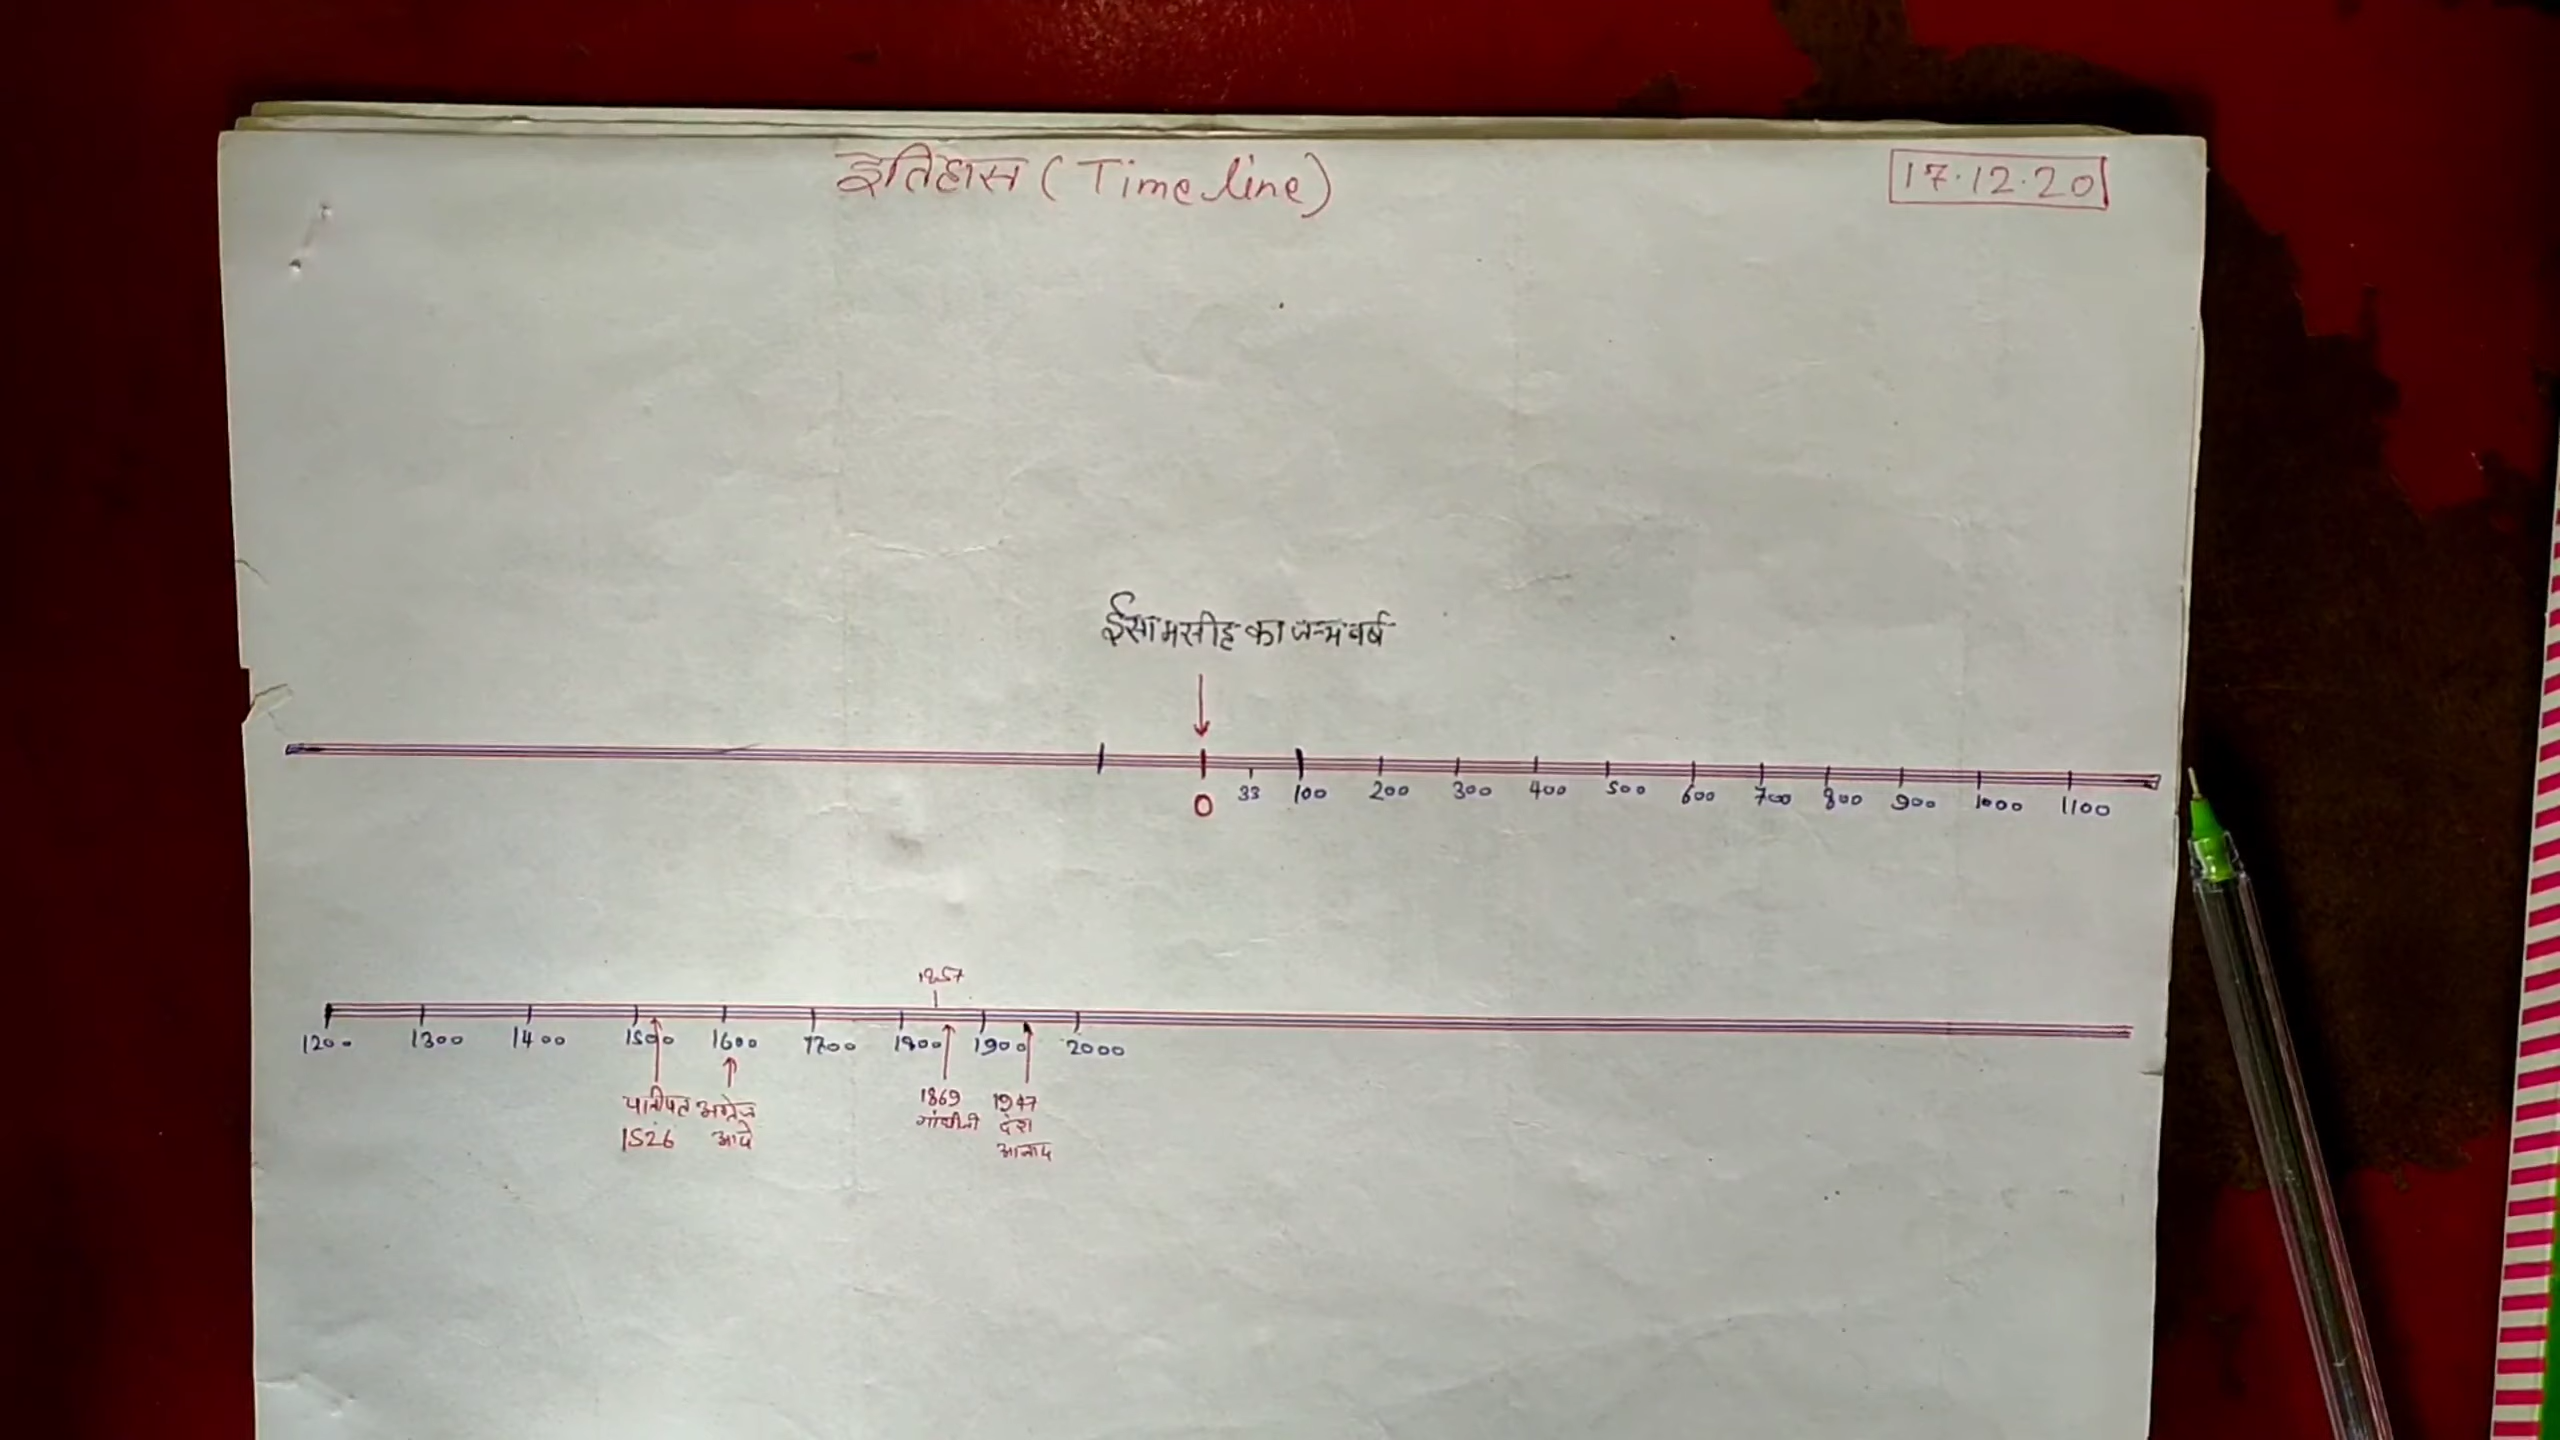 इतिहास (Time line)
17.12.20
ईसा मसीह का जन्म वर्ष
0 33 100 200 300 400 500 600 700 800 900 1000 1100
1857
1200 1300 1400 1500 1600 1700 1800 1900 2000
पानीपत अंग्रेज 1869 1947
1526 आये गांधीजी देश
आजाद